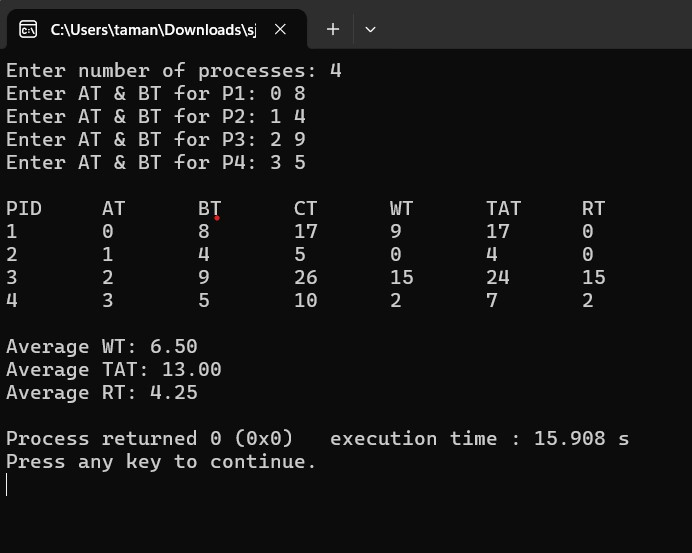 C:\Users\taman\Downloads\sj
Enter number of processes: 4
Enter AT & BT for P1: 0 8
Enter AT & BT for P2: 1 4
Enter AT & BT for P3: 2 9
Enter AT & BT for P4: 3 5
PID AT BT CT WT TAT RT
1 0 8 17 9 17 0
2 1 4 5 0 4 0
3 2 9 26 15 24 15
4 3 5 10 2 7 2
Average WT: 6.50
Average TAT: 13.00
Average RT: 4.25
Process returned 0 (0x0) execution time : 15.908 s
Press any key to continue.